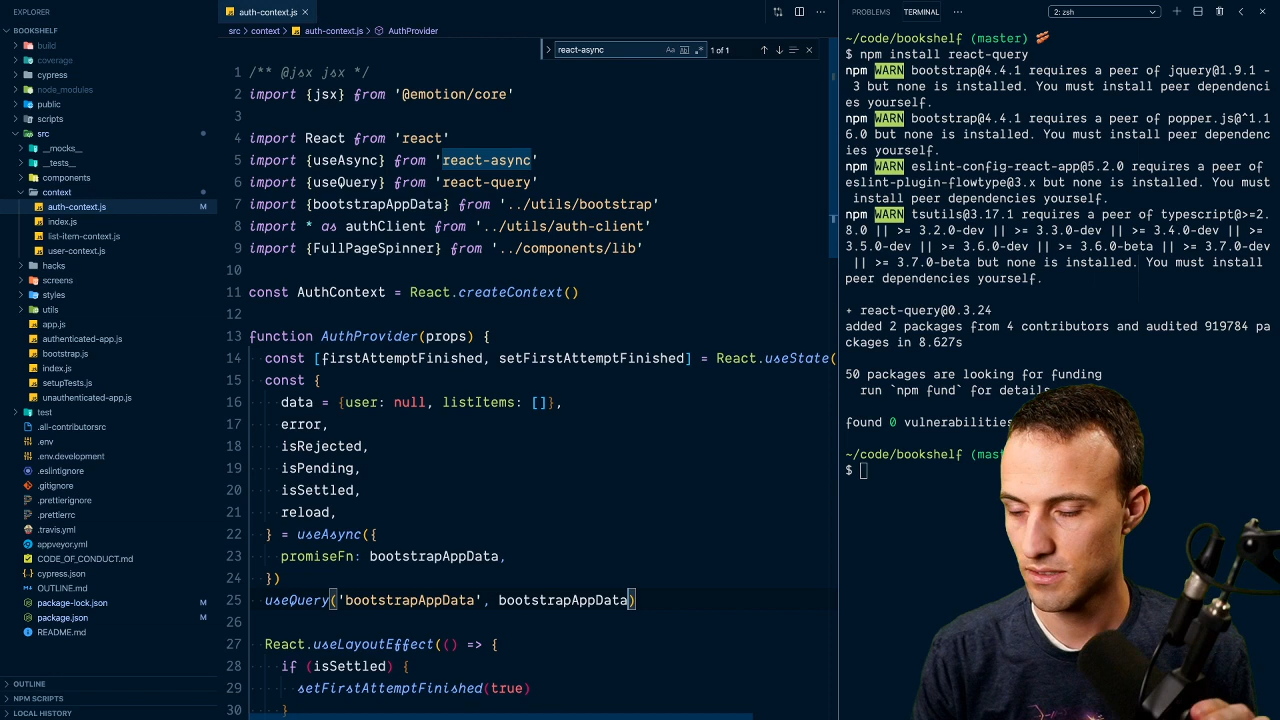 EXPLORER
BOOKSHELF
build
coverage
cypress
node_modules
public
scripts
src
__mocks__
__tests__
components
context
auth-context.js M
index.js
list-item-context.js
user-context.js
hacks
screens
styles
utils
app.js
authenticated-app.js
bootstrap.js
index.js
setupTests.js
unauthenticated-app.js
test
.all-contributorsrc
.env
.env.development
.eslintignore
.gitignore
.prettierignore
.prettierrc
.travis.yml
appveyor.yml
CODE_OF_CONDUCT.md
cypress.json
OUTLINE.md
package-lock.json M
package.json M
README.md
OUTLINE
NPM SCRIPTS
LOCAL HISTORY
auth-context.js
src > context > auth-context.js > AuthProvider
react-async Aa Ab .* 1 of 1
1 /** @jsx jsx */
2 import {jsx} from '@emotion/core'
3
4 import React from 'react'
5 import {useAsync} from 'react-async'
6 import {useQuery} from 'react-query'
7 import {bootstrapAppData} from '../utils/bootstrap'
8 import * as authClient from '../utils/auth-client'
9 import {FullPageSpinner} from '../components/lib'
10
11 const AuthContext = React.createContext()
12
13 function AuthProvider(props) {
14 const [firstAttemptFinished, setFirstAttemptFinished] = React.useState(
15 const {
16 data = {user: null, listItems: []},
17 error,
18 isRejected,
19 isPending,
20 isSettled,
21 reload,
22 } = useAsync({
23 promiseFn: bootstrapAppData,
24 })
25 useQuery('bootstrapAppData', bootstrapAppData)
26
27 React.useLayoutEffect(() => {
28 if (isSettled) {
29 setFirstAttemptFinished(true)
30 }
PROBLEMS TERMINAL 2: zsh
~/code/bookshelf (master) 🥓
$ npm install react-query
npm WARN bootstrap@4.4.1 requires a peer of jquery@1.9.1 -
3 but none is installed. You must install peer dependenci
es yourself.
npm WARN bootstrap@4.4.1 requires a peer of popper.js@^1.1
6.0 but none is installed. You must install peer dependenc
ies yourself.
npm WARN eslint-config-react-app@5.2.0 requires a peer of
eslint-plugin-flowtype@3.x but none is installed. You must
install peer dependencies yourself.
npm WARN tsutils@3.17.1 requires a peer of typescript@>=2.
8.0 || >= 3.2.0-dev || >= 3.3.0-dev || >= 3.4.0-dev || >=
3.5.0-dev || >= 3.6.0-dev || >= 3.6.0-beta || >= 3.7.0-dev
|| >= 3.7.0-beta but none is installed. You must install
peer dependencies yourself.
+ react-query@0.3.24
added 2 packages from 4 contributors and audited 919784 pa
ckages in 8.627s
50 packages are looking for funding
run `npm fund` for details
found 0 vulnerabilities
~/code/bookshelf (mas
$